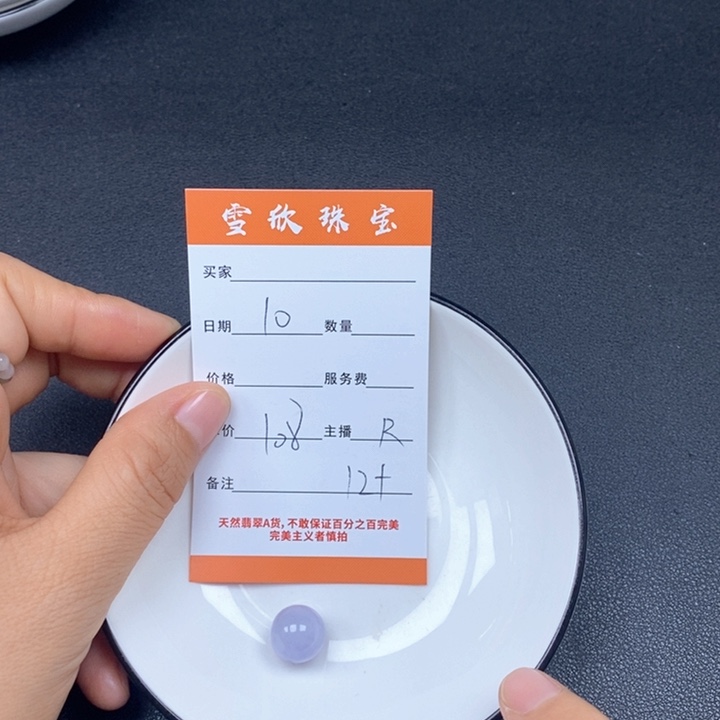 雪欣珠宝
买家
日期 10 数量
价格 服务费
价 108 主播 R
备注 12+
天然翡翠A货,不敢保证百分之百完美
完美主义者慎拍